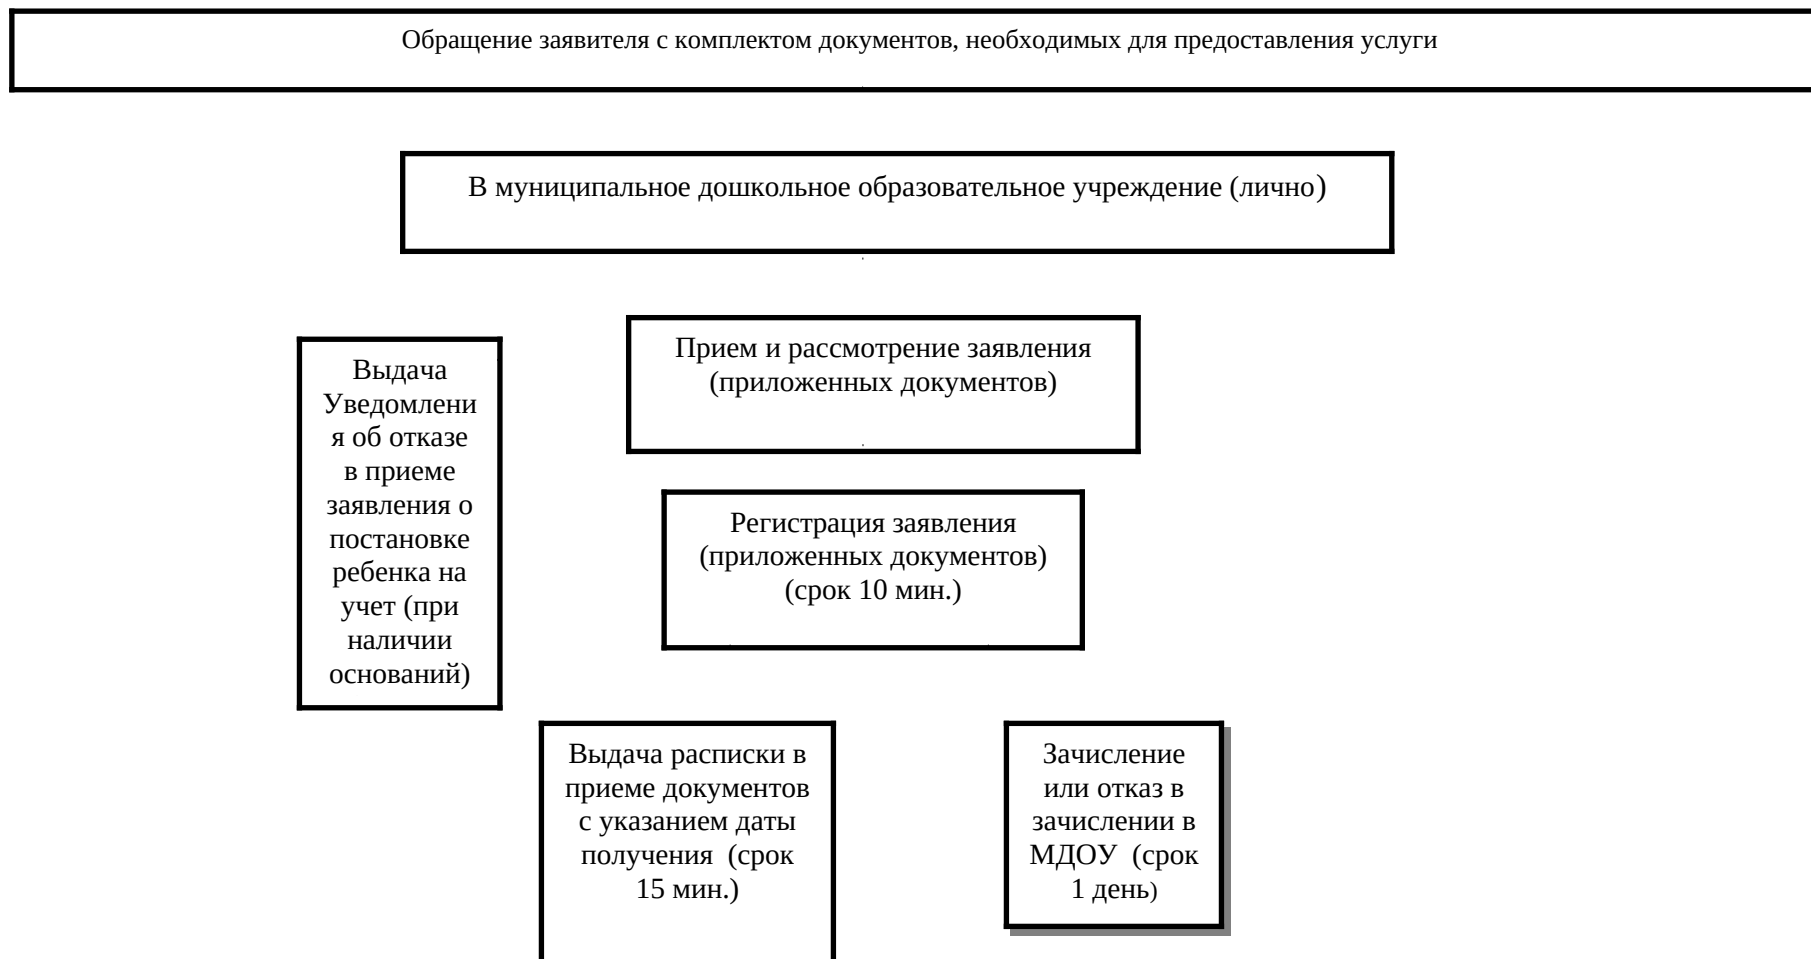 Обращение заявителя с комплектом документов, необходимых для предоставления услуги
В муниципальное дошкольное образовательное учреждение (лично)
Прием и рассмотрение заявления
(приложенных документов)
Выдача
Уведомлени
я об отказе
в приеме
заявления о
постановке
ребенка на
учет (при
наличии
оснований)
Регистрация заявления
(приложенных документов)
(срок 10 мин.)
Выдача расписки в
приеме документов
с указанием даты
получения  (срок
15 мин.)
Зачисление
или отказ в
зачислении в
МДОУ  (срок
1 день)